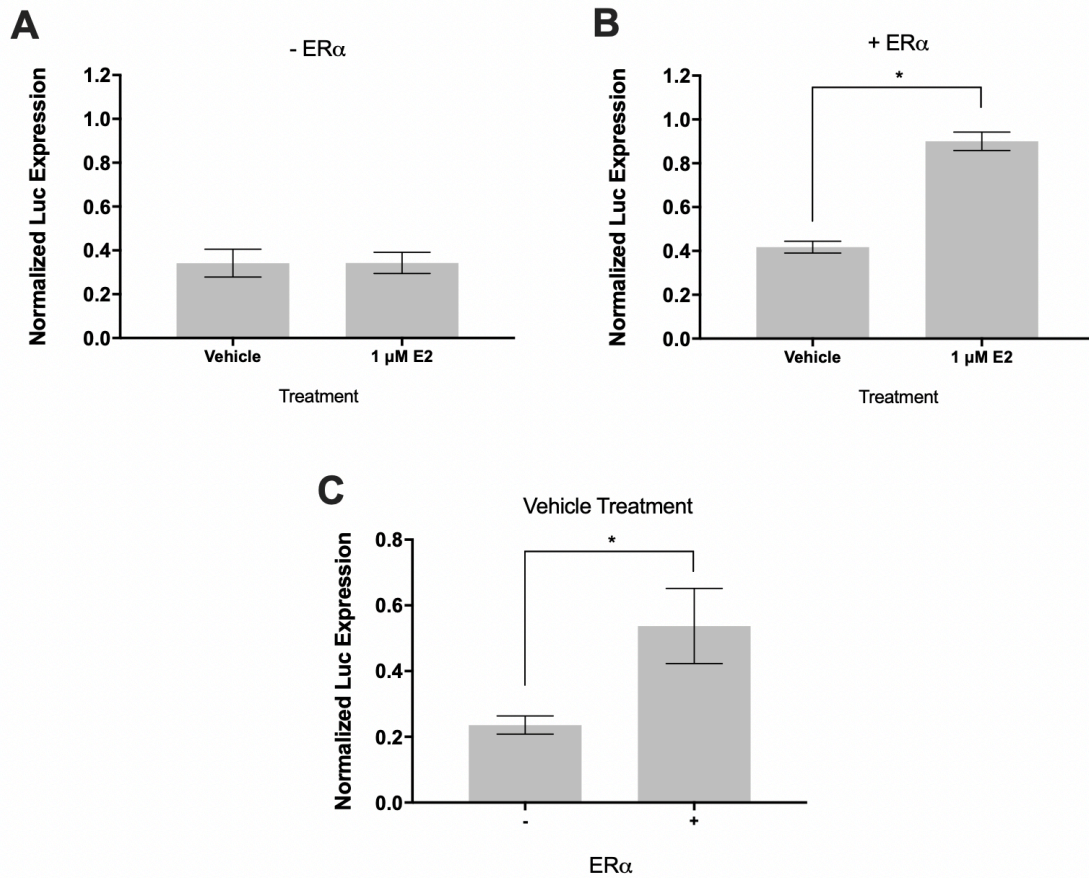 A
- ERα
Normalized Luc Expression
1.2
1.0
0.8
0.6
0.4
0.2
0.0
Vehicle
1 µM E2
Treatment
B
+ ERα
*
Normalized Luc Expression
1.2
1.0
0.8
0.6
0.4
0.2
0.0
Vehicle
1 µM E2
Treatment
C
Vehicle Treatment
*
Normalized Luc Expression
0.8
0.6
0.4
0.2
0.0
-
+
ERα